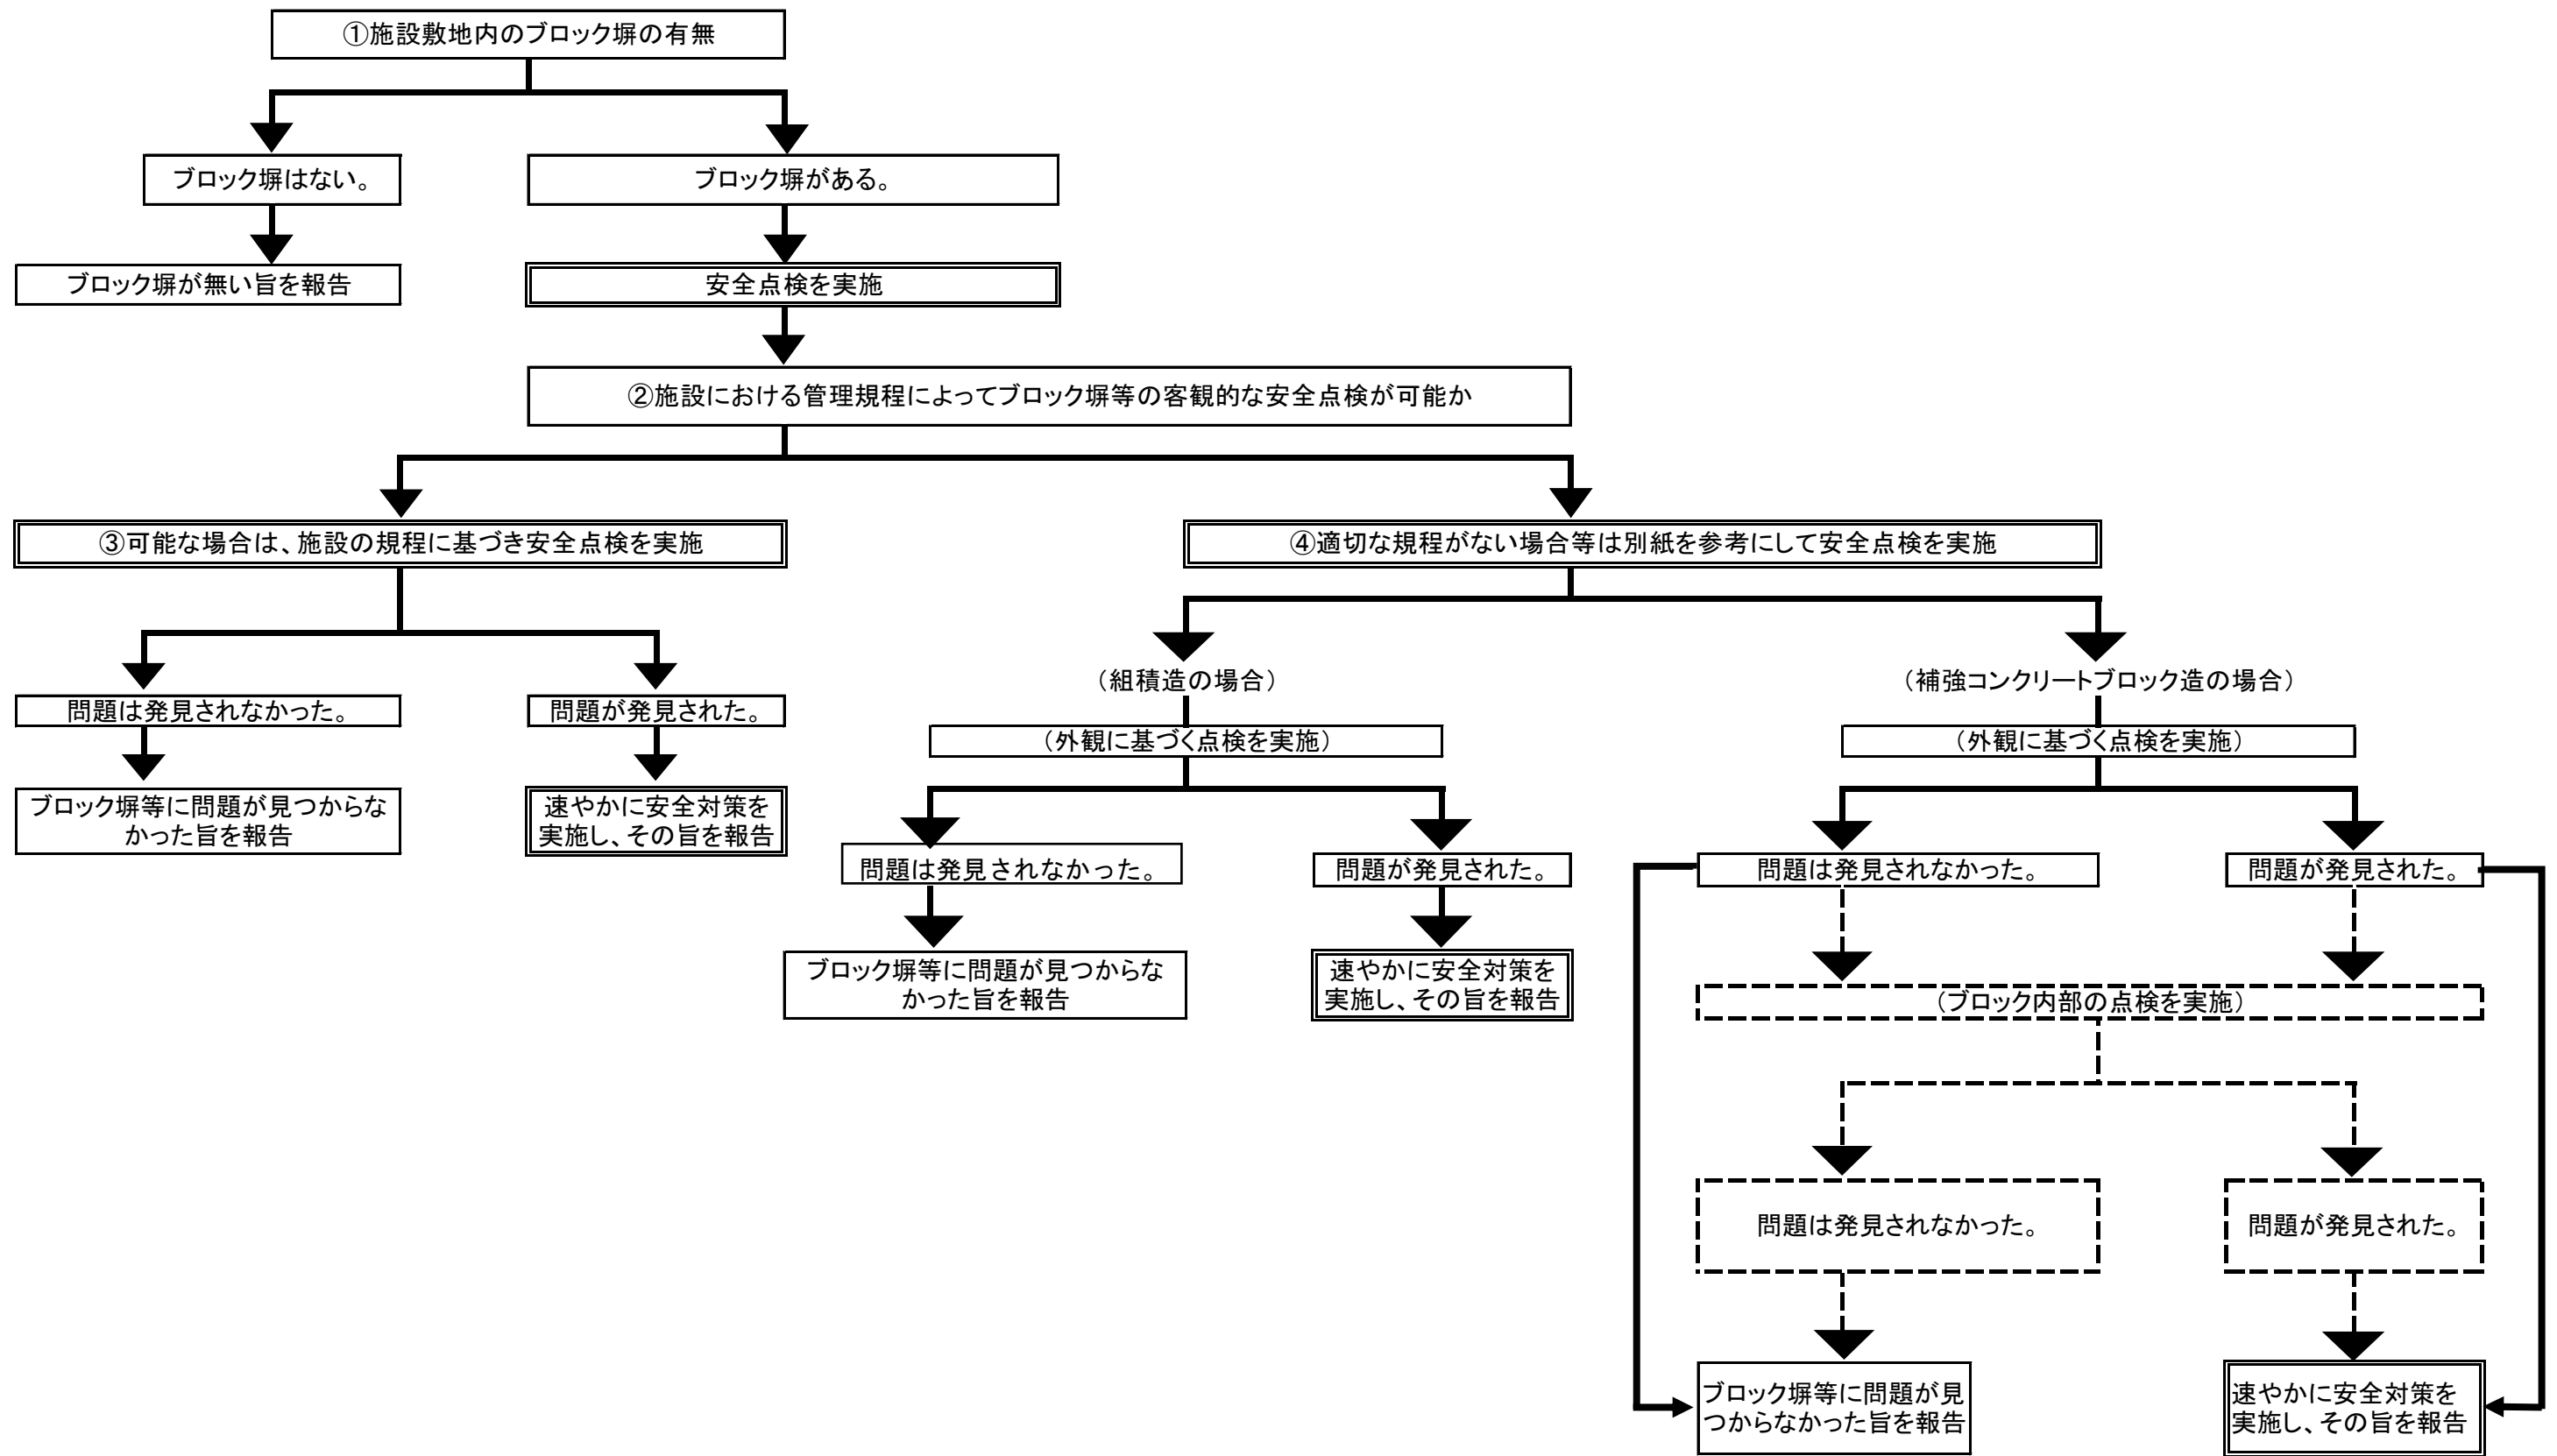 ①施設敷地内のブロック塀の有無
ブロック塀はない。
ブロック塀がある。
ブロック塀が無い旨を報告
安全点検を実施
②施設における管理規程によってブロック塀等の客観的な安全点検が可能か
③可能な場合は、施設の規程に基づき安全点検を実施
④適切な規程がない場合等は別紙を参考にして安全点検を実施
（組積造の場合）
（補強コンクリートブロック造の場合）
問題は発見されなかった。
問題が発見された。
（外観に基づく点検を実施）
（外観に基づく点検を実施）
ブロック塀等に問題が見つからな
かった旨を報告
速やかに安全対策を
実施し、その旨を報告
問題は発見されなかった。
問題が発見された。
問題は発見されなかった。
問題が発見された。
ブロック塀等に問題が見つからな
かった旨を報告
速やかに安全対策を
実施し、その旨を報告
（ブロック内部の点検を実施）
問題は発見されなかった。
問題が発見された。
ブロック塀等に問題が見
つからなかった旨を報告
速やかに安全対策を
実施し、その旨を報告